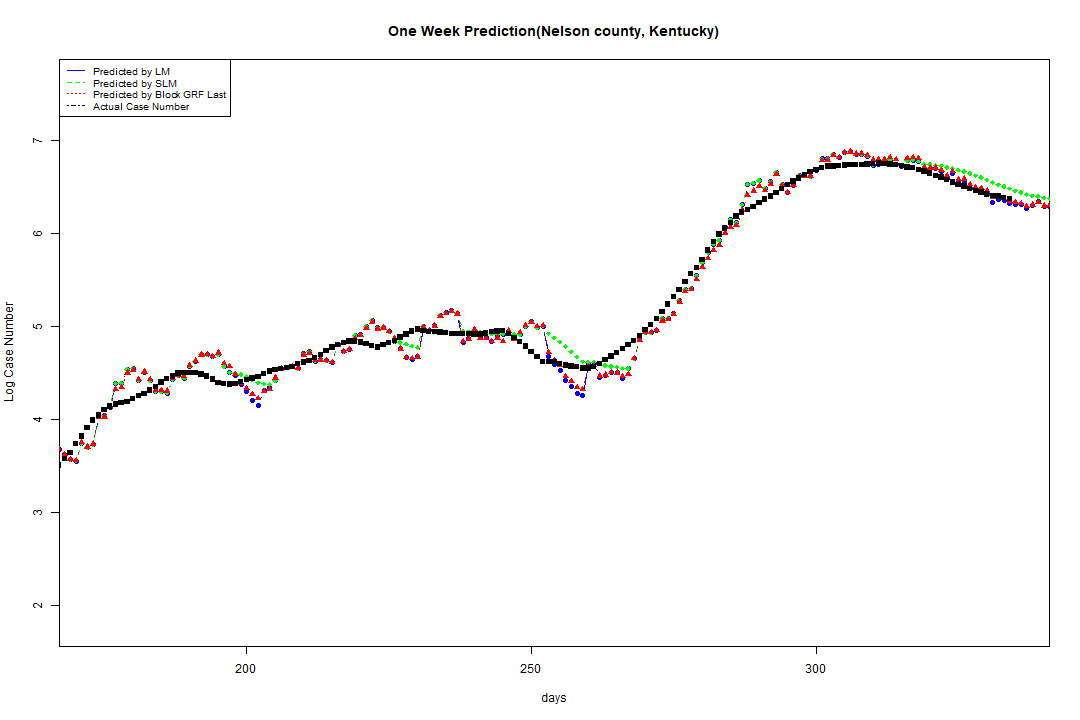 One Week Prediction(Nelson county, Kentucky)
Predicted by LM
Predicted by SLM
Predicted by Block GRF Last
Actual Case Number
7
6
5
4
3
2
Log Case Number
200 250 300
days